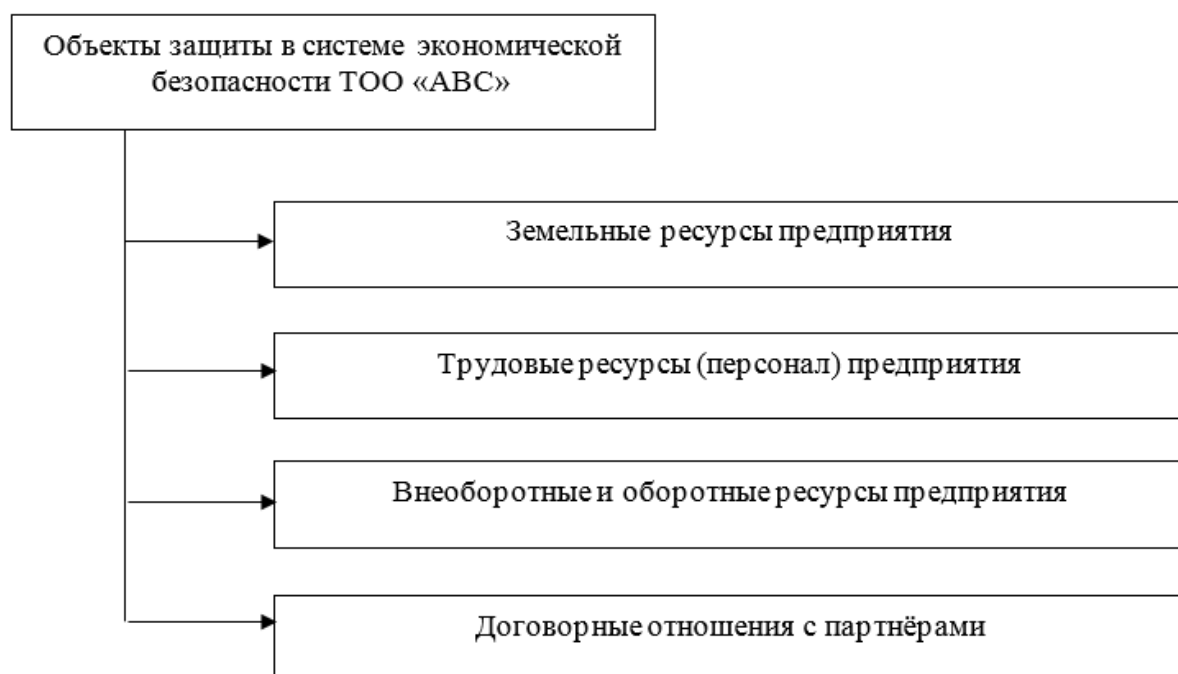 Объекты защиты в системе экономической
безопасности ТОО «АВС»
Земельные ресурсы предприятия
Трудовые ресурсы (персонал) предприятия
Внеоборотные и оборотные ресурсы предприятия
Договорные отношения с партнёрами